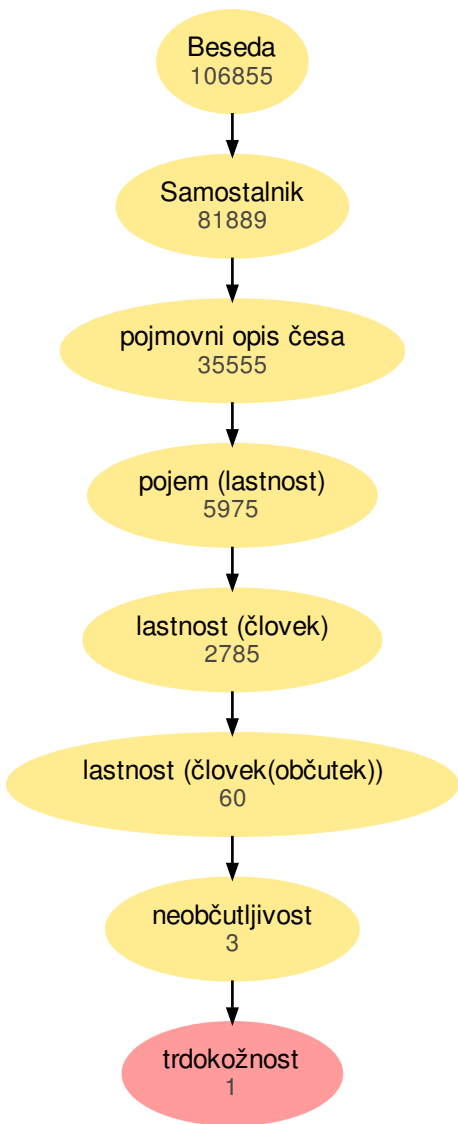 Beseda
106855
Samostalnik
81889
pojmovni opis česa
35555
pojem (lastnost)
5975
lastnost (človek)
2785
lastnost (človek(občutek))
60
neobčutljivost
3
trdokožnost
1